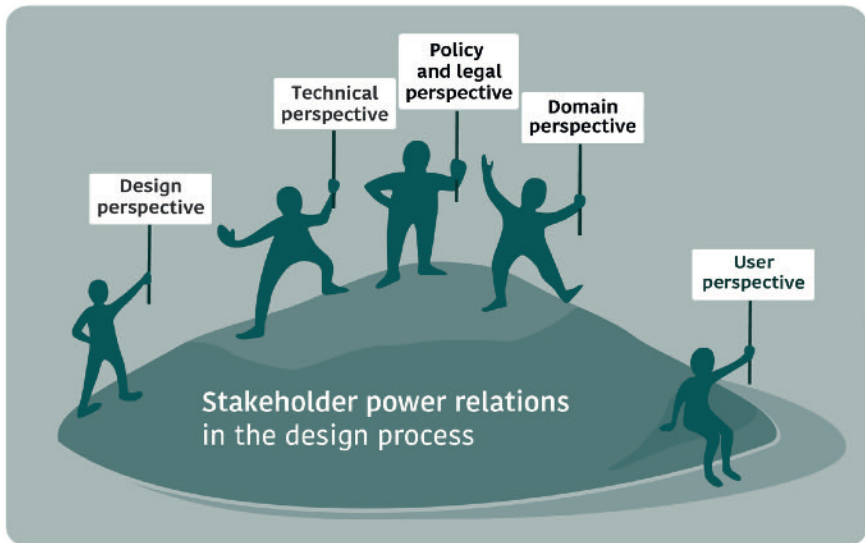 Policy
and legal
perspective
Technical
perspective
Domain
perspective
Design
perspective
User
perspective
Stakeholder power relations
in the design process